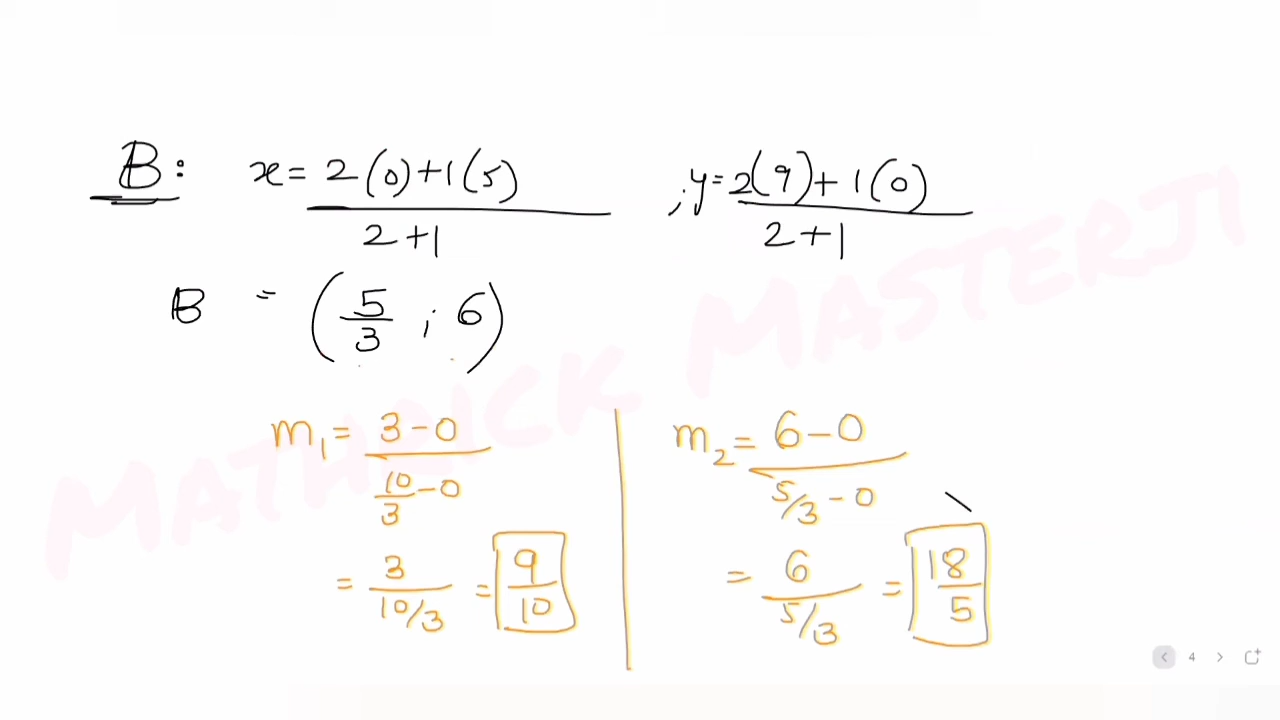 B: x = 2(0)+1(5) / 2+1 ; y = 2(9)+1(0) / 2+1
B = (5/3 ; 6)
m₁ = 3-0 / 10/3 - 0
= 3 / 10/3 = 9/10
m₂ = 6-0 / 5/3 - 0
= 6 / 5/3 = 18/5
MATHRICK MASTERJI
< 4 >